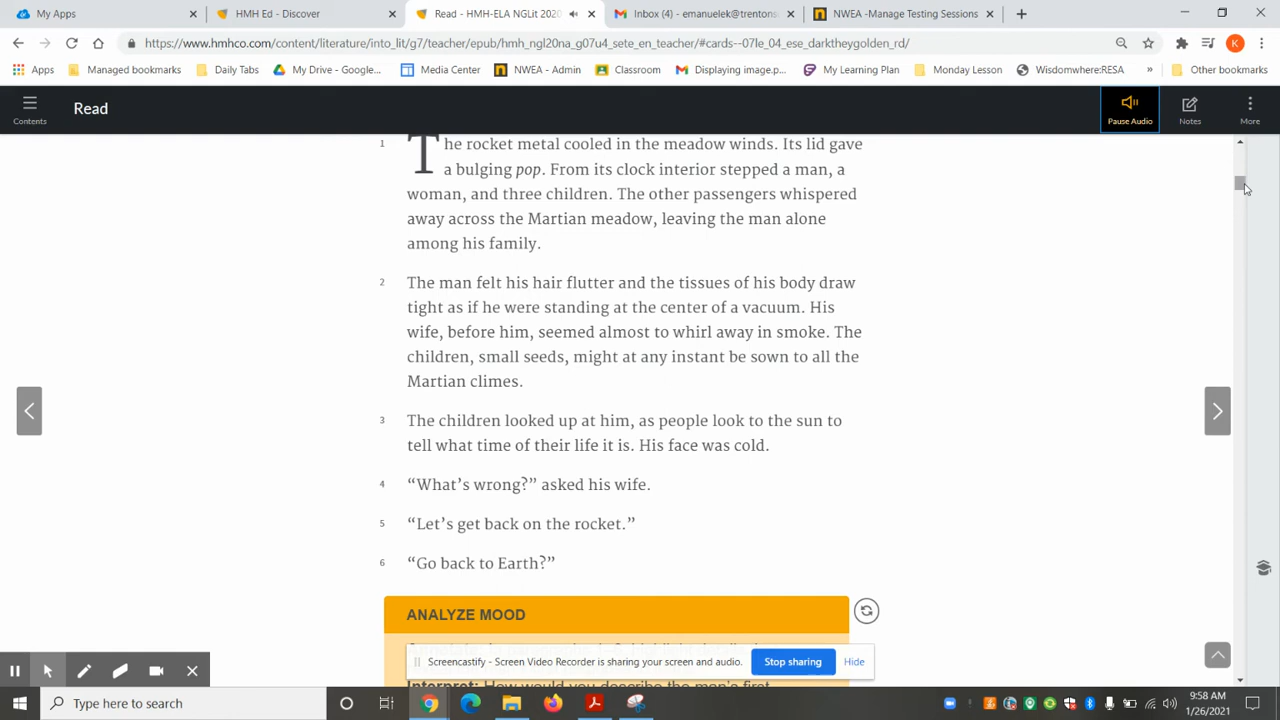 My Apps
HMH Ed - Discover
Read - HMH-ELA NGLit 2020
Inbox (4) - emanuelek@trentons
NWEA -Manage Testing Sessions
https://www.hmhco.com/content/literature/into_lit/g7/teacher/epub/hmh_ngl20na_g07u4_sete_en_teacher/#cards--07le_04_ese_darktheygolden_rd/
K
Apps
Managed bookmarks
Daily Tabs
My Drive - Google...
Media Center
NWEA - Admin
Classroom
Displaying image.p...
My Learning Plan
Monday Lesson
Wisdomwhere:RESA
»
Other bookmarks
Contents
Read
Pause Audio
Notes
More
1 The rocket metal cooled in the meadow winds. Its lid gave
a bulging pop. From its clock interior stepped a man, a
woman, and three children. The other passengers whispered
away across the Martian meadow, leaving the man alone
among his family.
2 The man felt his hair flutter and the tissues of his body draw
tight as if he were standing at the center of a vacuum. His
wife, before him, seemed almost to whirl away in smoke. The
children, small seeds, might at any instant be sown to all the
Martian climes.
3 The children looked up at him, as people look to the sun to
tell what time of their life it is. His face was cold.
4 “What’s wrong?” asked his wife.
5 “Let’s get back on the rocket.”
6 “Go back to Earth?”
ANALYZE MOOD
Screencastify - Screen Video Recorder is sharing your screen and audio.
Stop sharing
Hide
Interpret: How would you describe the man's first
Type here to search
9:58 AM
1/26/2021